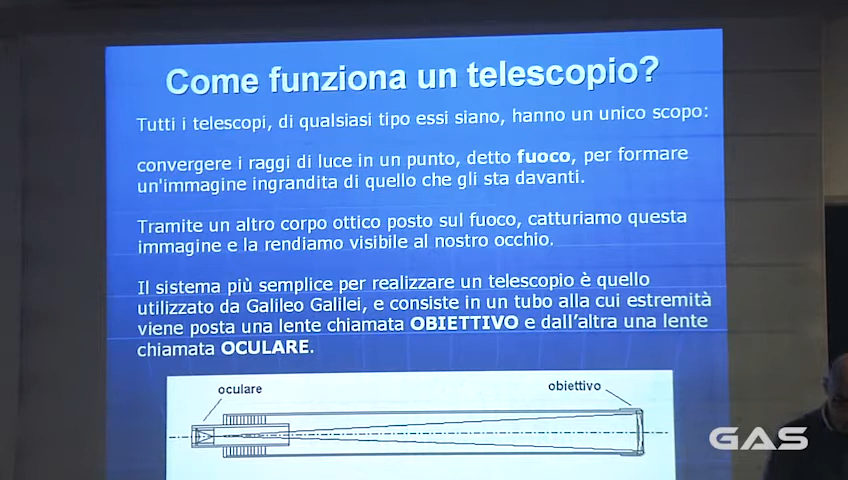 Come funziona un telescopio?
Tutti i telescopi, di qualsiasi tipo essi siano, hanno un unico scopo:
convergere i raggi di luce in un punto, detto fuoco, per formare
un'immagine ingrandita di quello che gli sta davanti.
Tramite un altro corpo ottico posto sul fuoco, catturiamo questa
immagine e la rendiamo visibile al nostro occhio.
Il sistema più semplice per realizzare un telescopio è quello
utilizzato da Galileo Galilei, e consiste in un tubo alla cui estremità
viene posta una lente chiamata OBIETTIVO e dall'altra una lente
chiamata OCULARE.
oculare
obiettivo
GAS